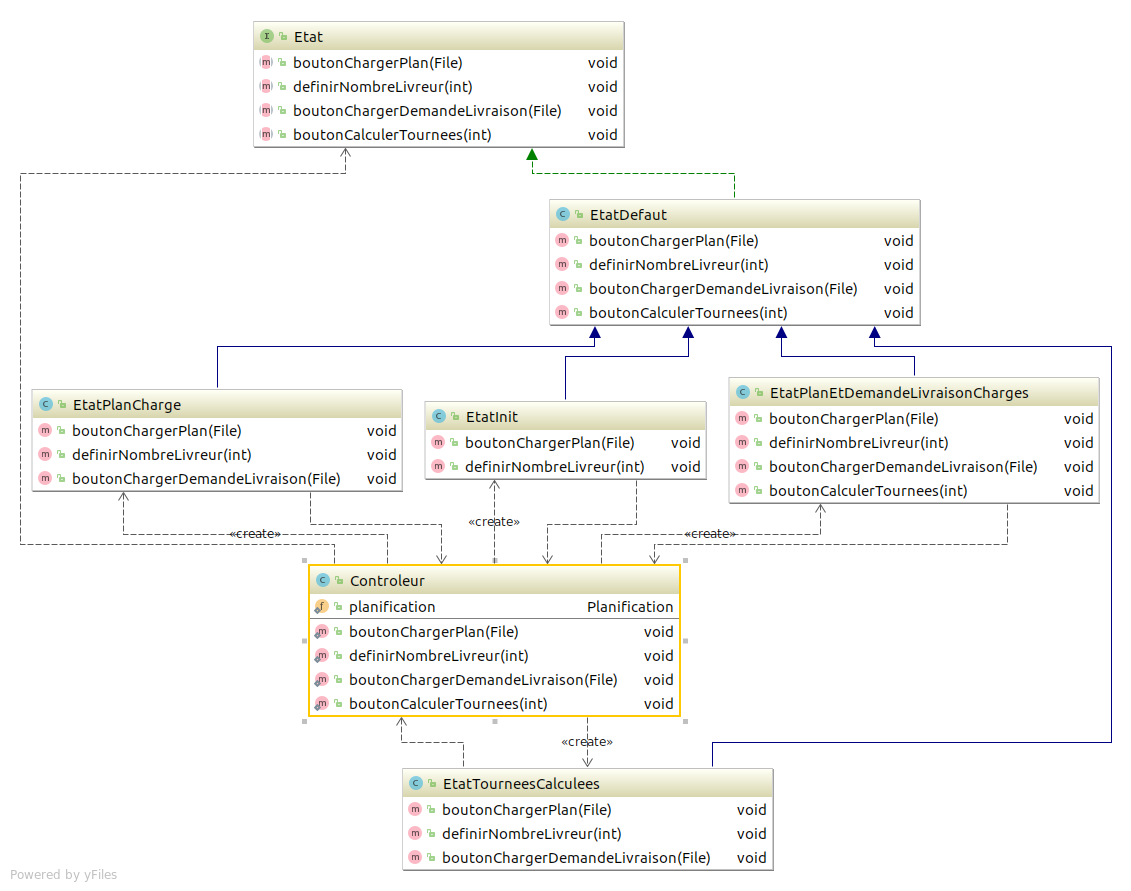 Etat
boutonChargerPlan(File) void
definirNombreLivreur(int) void
boutonChargerDemandeLivraison(File) void
boutonCalculerTournees(int) void
EtatDefaut
boutonChargerPlan(File) void
definirNombreLivreur(int) void
boutonChargerDemandeLivraison(File) void
boutonCalculerTournees(int) void
EtatPlanCharge
boutonChargerPlan(File) void
definirNombreLivreur(int) void
boutonChargerDemandeLivraison(File) void
EtatInit
boutonChargerPlan(File) void
definirNombreLivreur(int) void
EtatPlanEtDemandeLivraisonCharges
boutonChargerPlan(File) void
definirNombreLivreur(int) void
boutonChargerDemandeLivraison(File) void
boutonCalculerTournees(int) void
«create»
«create»
«create»
Controleur
planification Planification
boutonChargerPlan(File) void
definirNombreLivreur(int) void
boutonChargerDemandeLivraison(File) void
boutonCalculerTournees(int) void
«create»
EtatTourneesCalculees
boutonChargerPlan(File) void
definirNombreLivreur(int) void
boutonChargerDemandeLivraison(File) void
Powered by yFiles